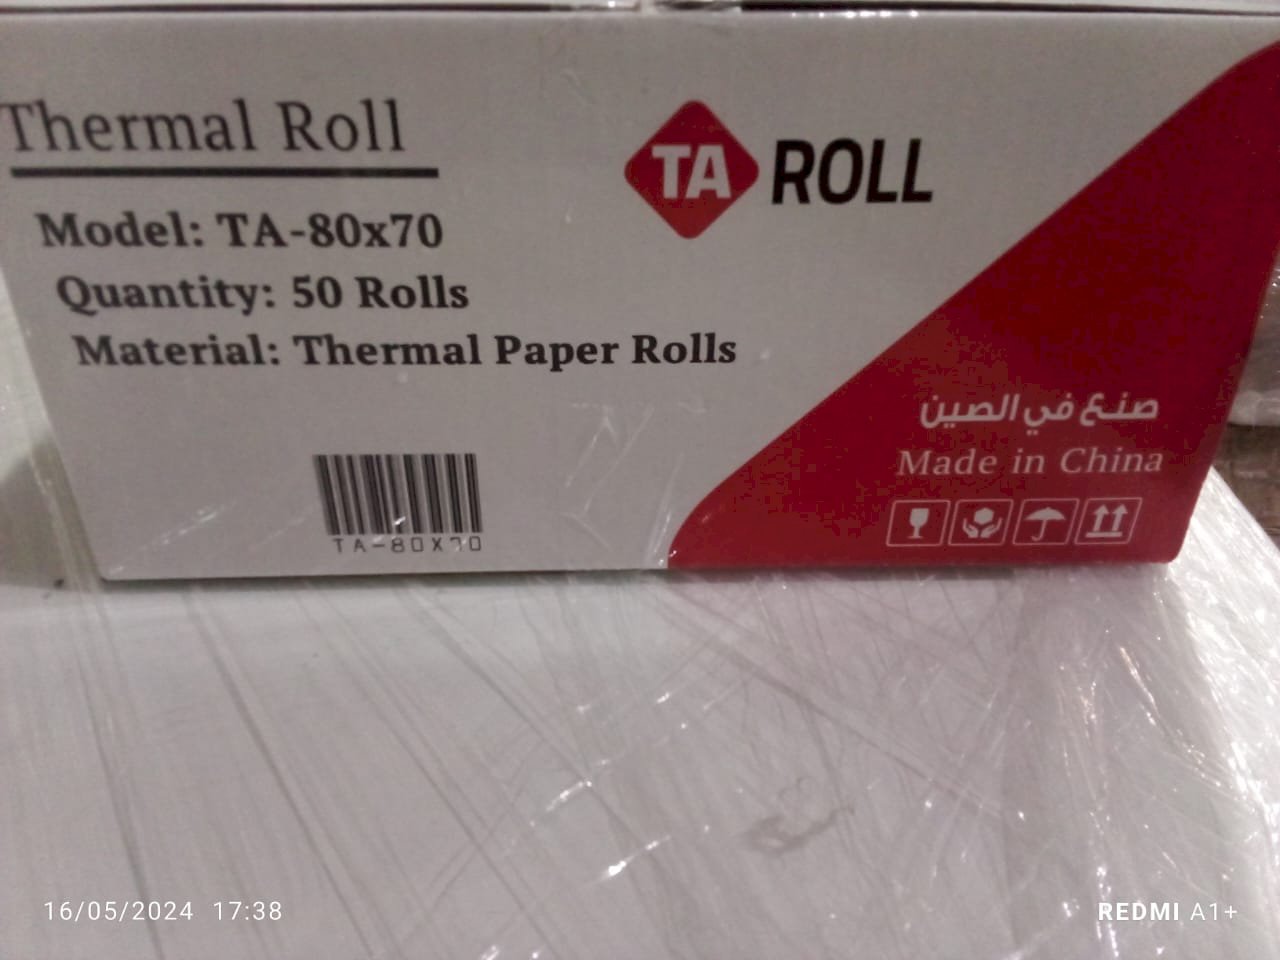 Thermal Roll
TA ROLL
Model: TA-80x70
Quantity: 50 Rolls
Material: Thermal Paper Rolls
صنع في الصين
Made in China
TA-80X70
16/05/2024 17:38
REDMI A1+